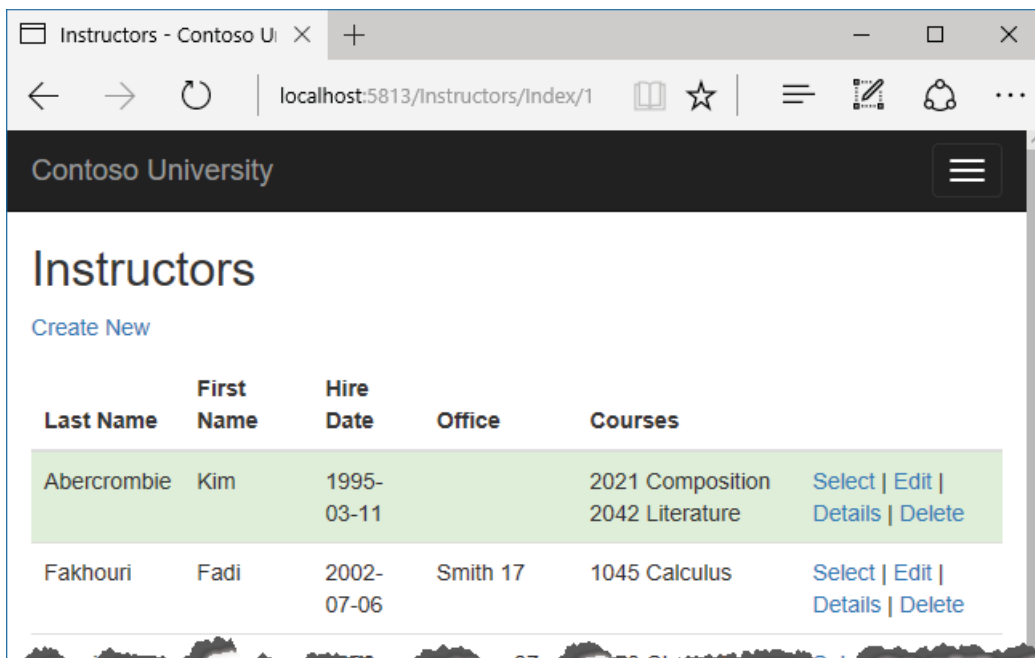 Instructors - Contoso U
localhost:5813/Instructors/Index/1
Contoso University
Instructors
Create New
First Hire
Last Name Name Date Office Courses
Abercrombie Kim 1995- 2021 Composition Select | Edit |
03-11 2042 Literature Details | Delete
Fakhouri Fadi 2002- Smith 17 1045 Calculus Select | Edit |
07-06 Details | Delete